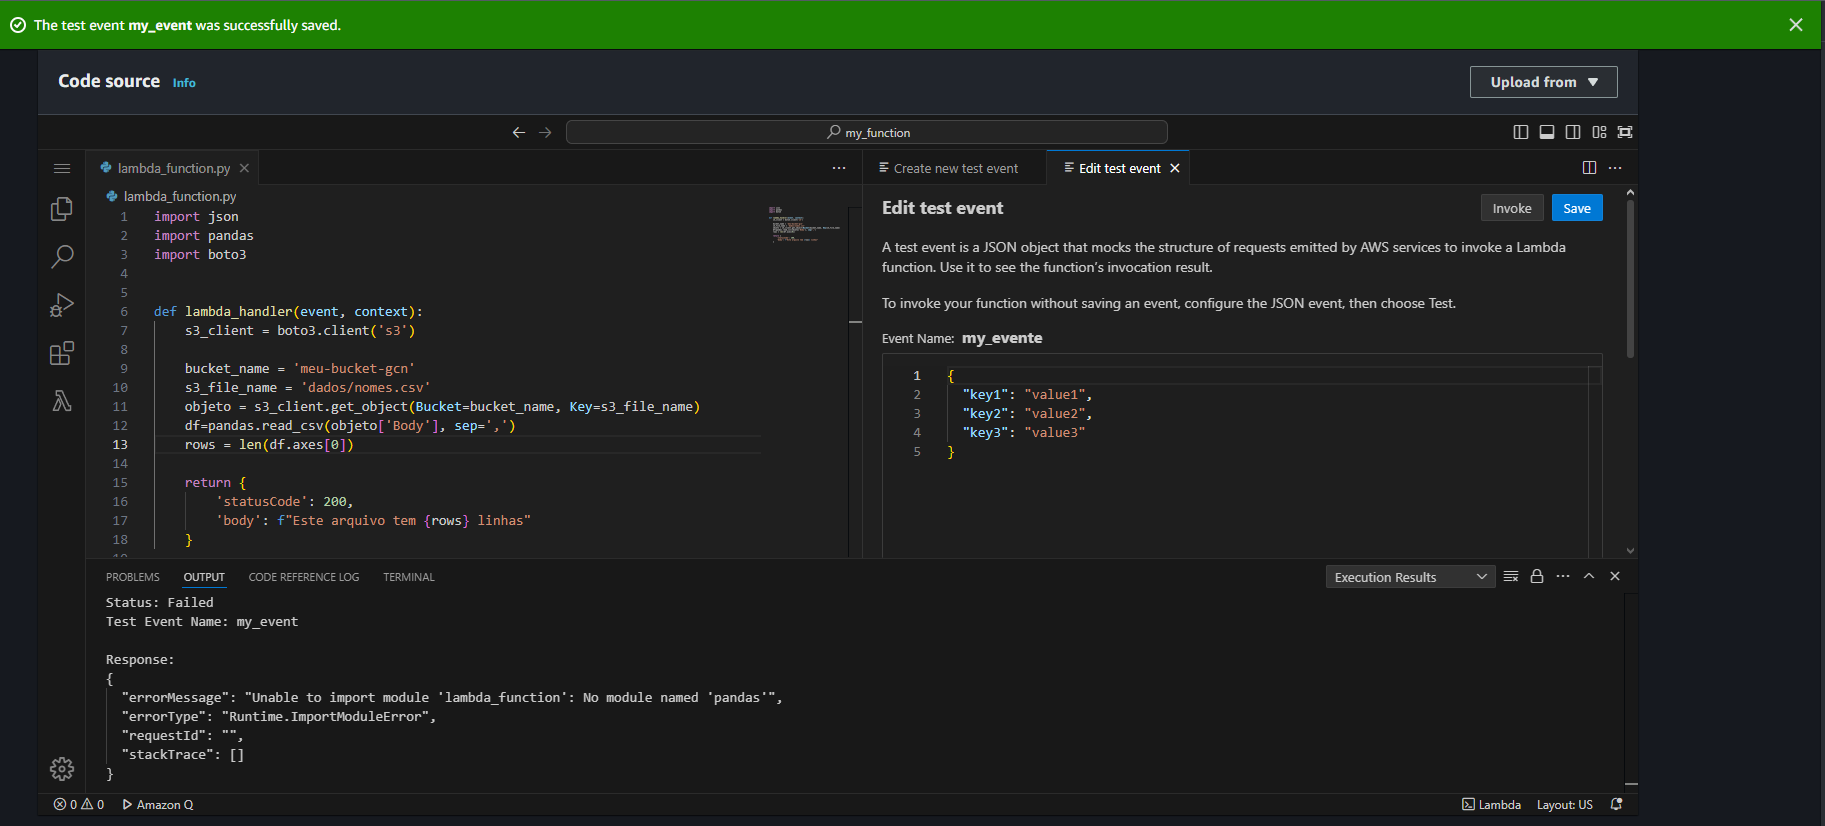 The test event my_event was successfully saved.
Code source Info
Upload from
my_function
lambda_function.py
Create new test event
Edit test event
lambda_function.py
1 import json
2 import pandas
3 import boto3
4
5
6 def lambda_handler(event, context):
7 s3_client = boto3.client('s3')
8
9 bucket_name = 'meu-bucket-gcn'
10 s3_file_name = 'dados/nomes.csv'
11 objeto = s3_client.get_object(Bucket=bucket_name, Key=s3_file_name)
12 df=pandas.read_csv(objeto['Body'], sep=',')
13 rows = len(df.axes[0])
14
15 return {
16 'statusCode': 200,
17 'body': f"Este arquivo tem {rows} linhas"
18 }
19
Edit test event
Invoke
Save
A test event is a JSON object that mocks the structure of requests emitted by AWS services to invoke a Lambda
function. Use it to see the function’s invocation result.
To invoke your function without saving an event, configure the JSON event, then choose Test.
Event Name: my_evente
1 {
2 "key1": "value1",
3 "key2": "value2",
4 "key3": "value3"
5 }
PROBLEMS OUTPUT CODE REFERENCE LOG TERMINAL
Execution Results
Status: Failed
Test Event Name: my_event
Response:
{
"errorMessage": "Unable to import module 'lambda_function': No module named 'pandas'",
"errorType": "Runtime.ImportModuleError",
"requestId": "",
"stackTrace": []
}
0 0 Amazon Q
Lambda Layout: US